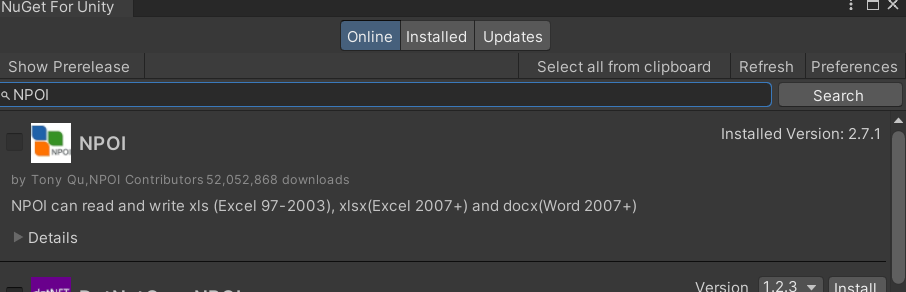 NuGet For Unity
Online Installed Updates
Show Prerelease Select all from clipboard Refresh Preferences
NPOI Search
NPOI NPOI Installed Version: 2.7.1
by Tony Qu,NPOI Contributors 52,052,868 downloads
NPOI can read and write xls (Excel 97-2003), xlsx(Excel 2007+) and docx(Word 2007+)
Details
Version 1.2.3 Install